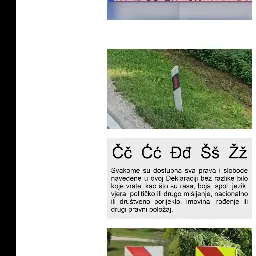 Čč Ćć Đđ Šš Žž
Svakome su dostupna sva prava i slobode
navedene u ovoj Deklaraciji bez razlike bilo
koje vrste, kao što su rasa, boja, spol, jezik,
vjera, političko ili drugo mišljenje, nacionalno
ili društveno porijeklo, imovina, rođenje ili
drugi pravni položaj.